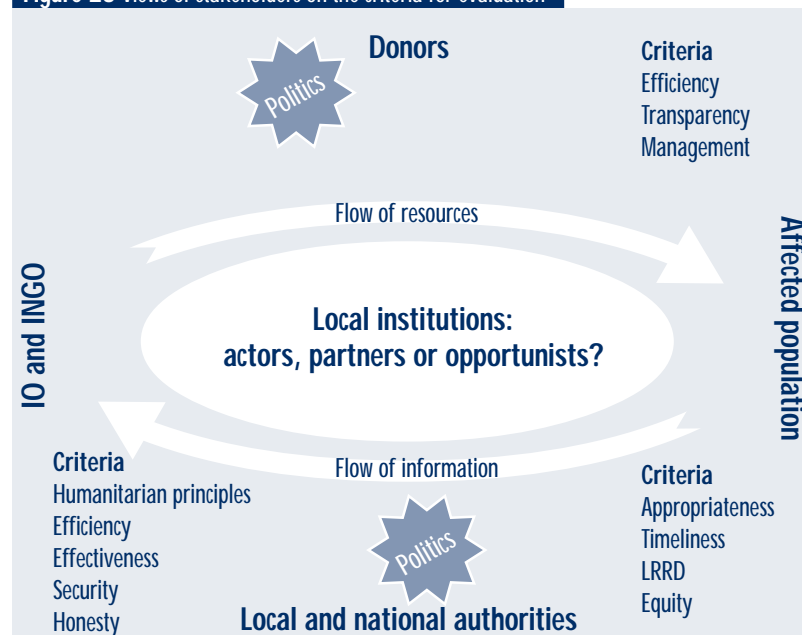 Donors
Politics
Criteria
Efficiency
Transparency
Management
Flow of resources
IO and INGO
Affected population
Local institutions:
actors, partners or opportunists?
Flow of information
Criteria
Humanitarian principles
Efficiency
Effectiveness
Security
Honesty
Politics
Local and national authorities
Criteria
Appropriateness
Timeliness
LRRD
Equity